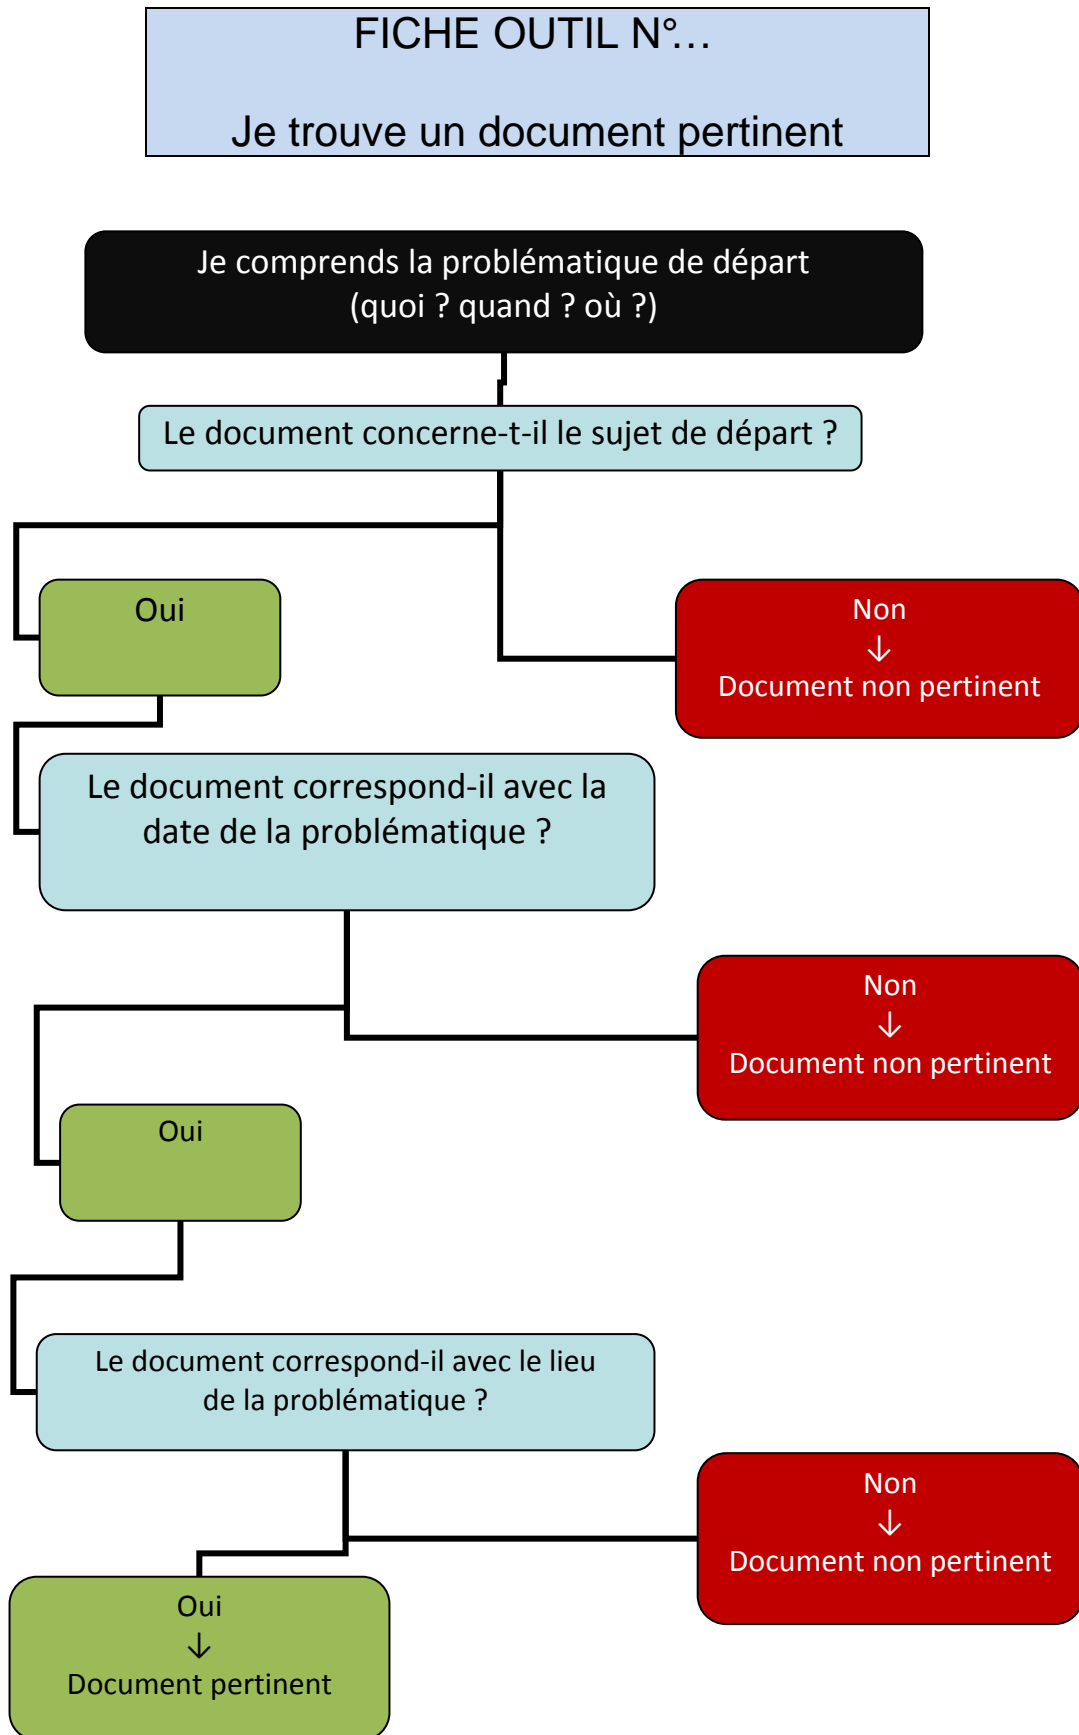 FICHE OUTIL N°…
Je trouve un document pertinent
Je comprends la problématique de départ
(quoi ? quand ? où ?)
Le document concerne-t-il le sujet de départ ?
Oui
Non
↓
Document non pertinent
Le document correspond-il avec la
date de la problématique ?
Non
↓
Document non pertinent
Oui
Le document correspond-il avec le lieu
de la problématique ?
Non
↓
Document non pertinent
Oui
↓
Document pertinent